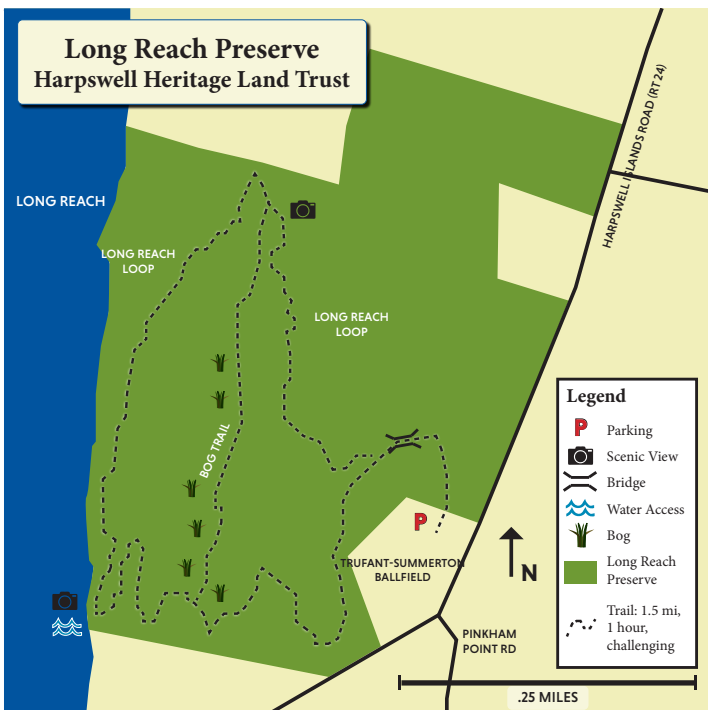 Long Reach Preserve
Harpswell Heritage Land Trust
HARPSWELL ISLANDS ROAD (RT 24)
LONG REACH
LONG REACH
LOOP
LONG REACH
LOOP
BOG TRAIL
P
TRUFANT-SUMMERTON
BALLFIELD
N
PINKHAM
POINT RD
Legend
P Parking
Scenic View
Bridge
Water Access
Bog
Long Reach
Preserve
Trail: 1.5 mi,
1 hour,
challenging
.25 MILES